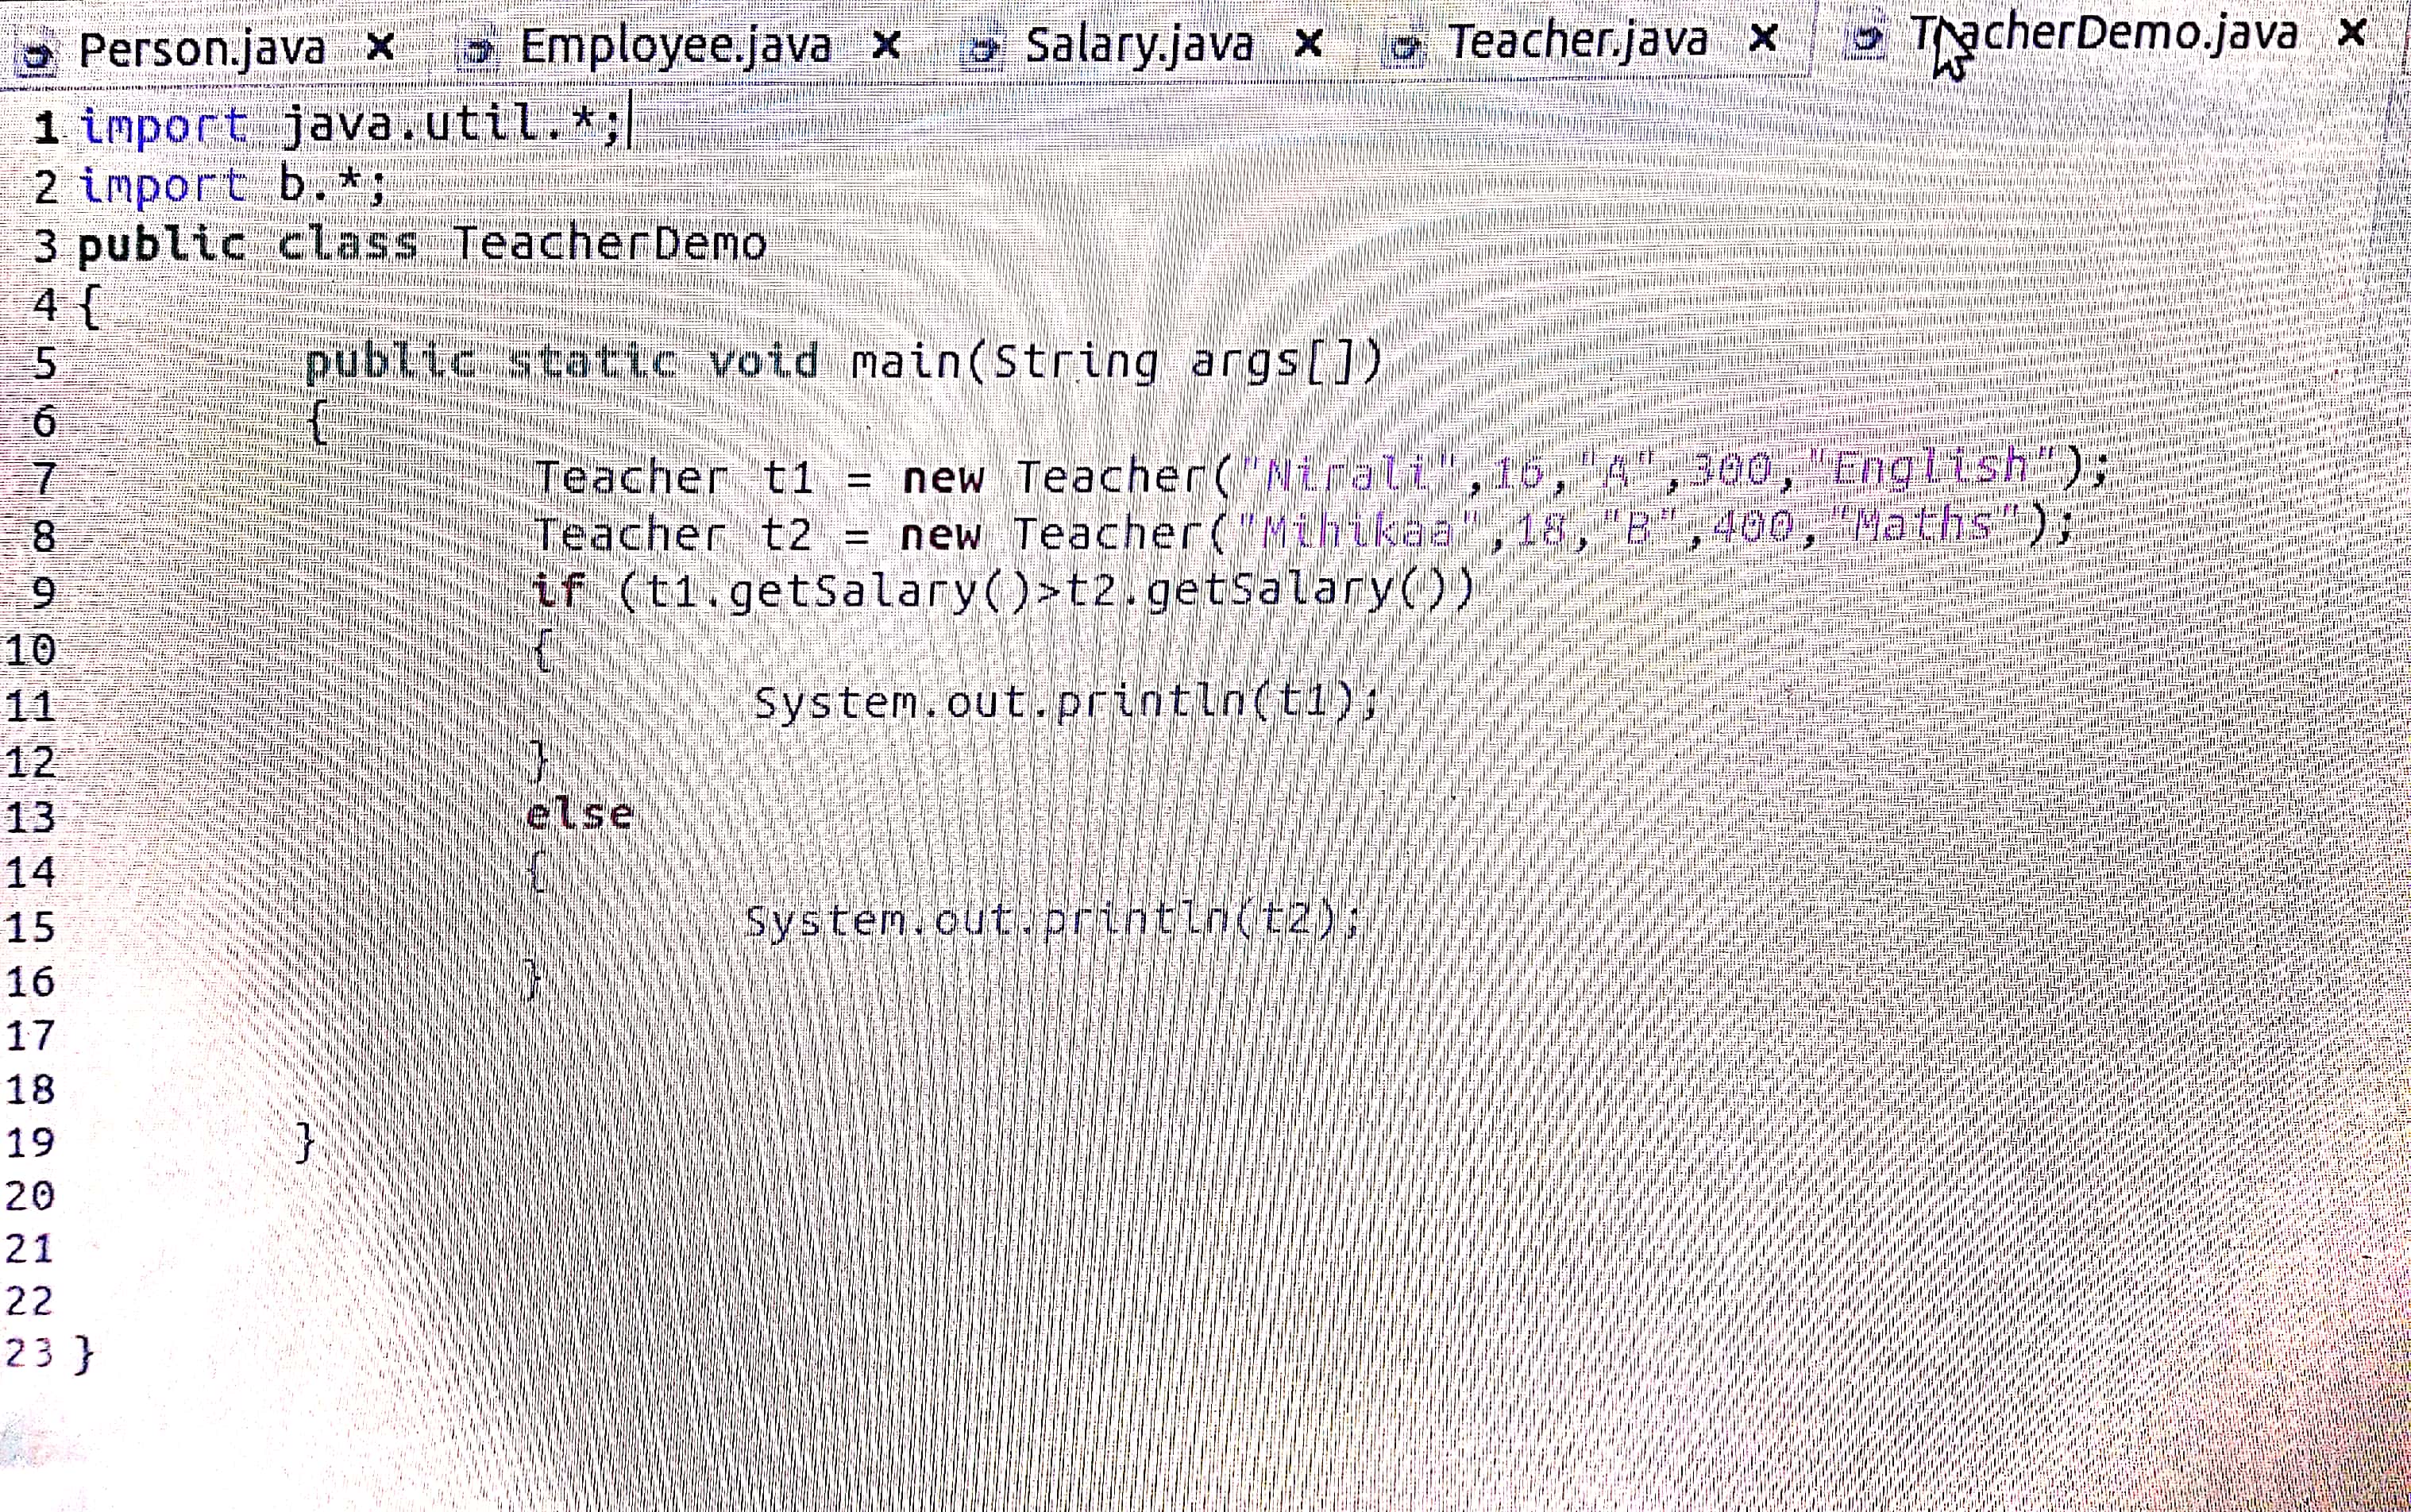 Person.java × Employee.java × Salary.java × Teacher.java × TeacherDemo.java ×
1 import java.util.*;
2 import b.*;
3 public class TeacherDemo
4 {
5 public static void main(String args[])
6 {
7 Teacher t1 = new Teacher("Nirali",16,"A",300,"English");
8 Teacher t2 = new Teacher("Mihikaa",18,"B",400,"Maths");
9 if (t1.getSalary()>t2.getSalary())
10 {
11 System.out.println(t1);
12 }
13 else
14 {
15 System.out.println(t2);
16 }
17
18
19 }
20
21
22
23 }